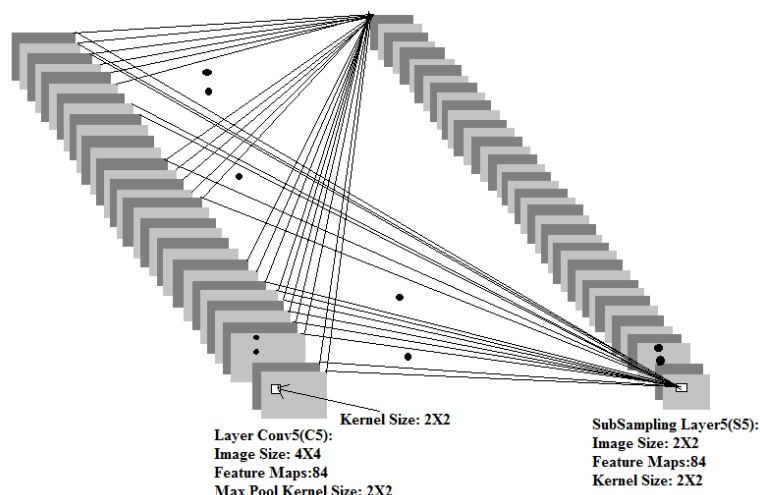 Kernel Size: 2X2
Layer Conv5(C5):
Image Size: 4X4
Feature Maps:84
Max Pool Kernel Size: 2X2
SubSampling Layer5(S5):
Image Size: 2X2
Feature Maps:84
Kernel Size: 2X2